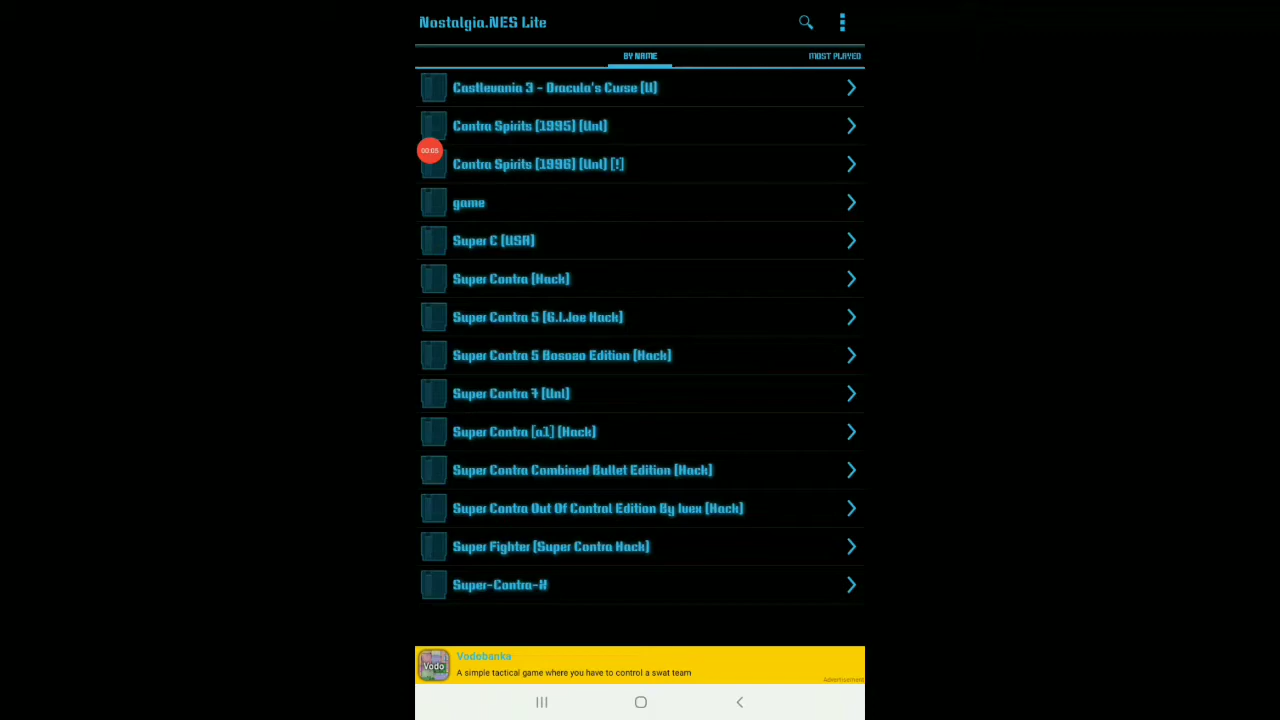 Nostalgia.NES Lite
BY NAME
MOST PLAYED
Castlevania 3 - Dracula's Curse [U]
Contra Spirits [1995] [Unl]
00:05
Contra Spirits [1996] [Unl] [!]
game
Super C [USA]
Super Contra [Hack]
Super Contra 5 [G.I.Joe Hack]
Super Contra 5 Bosozo Edition [Hack]
Super Contra 7 [Unl]
Super Contra [a1] [Hack]
Super Contra Combined Bullet Edition [Hack]
Super Contra Out Of Control Edition By Ivex [Hack]
Super Fighter [Super Contra Hack]
Super-Contra-X
Vodobanka
Vodo
A simple tactical game where you have to control a swat team
Advertisement